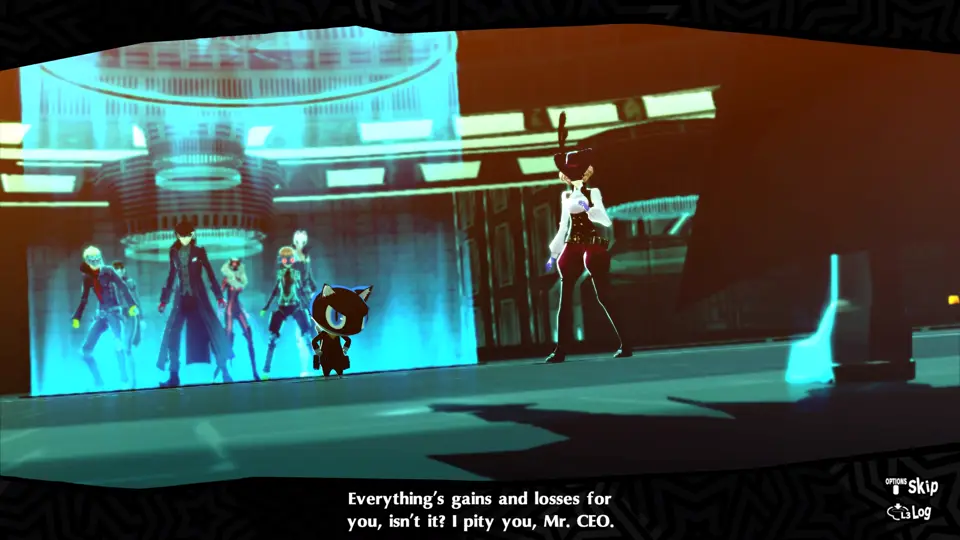 Everything's gains and losses for
you, isn't it? I pity you, Mr. CEO.
OPTIONS Skip
L3 Log